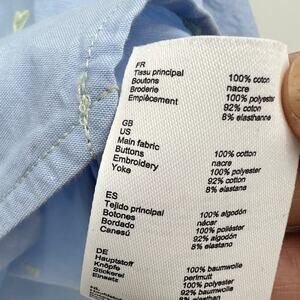 FR
Tissu principal 100% coton
Boutons nacre
Broderie 100% polyester
Empiècement 92% coton
8% elasthanne
GB
US
Main fabric 100% cotton
Buttons nacre
Embroidery 100% polyester
Yoke 92% cotton
8% elastane
ES
Tejido principal 100% algodón
Botones nácar
Bordado 100% poliéster
Canesú 92% algodón
8% elastano
DE
Hauptstoff 100% baumwolle
Knöpfe perlmutt
Stickerei 100% polyester
Einsatz 92% baumwolle